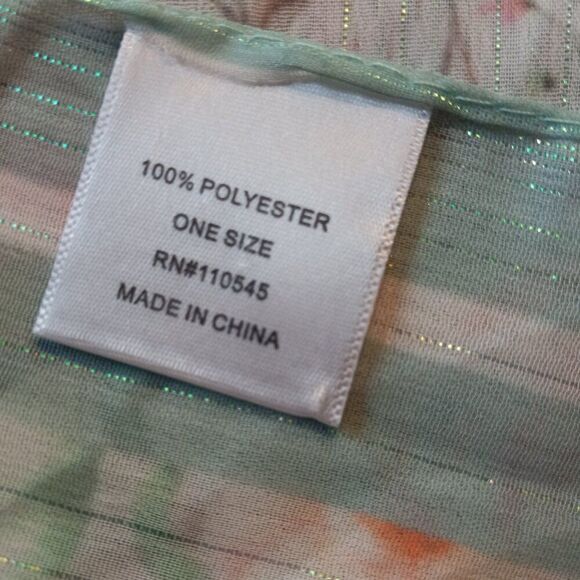 100% POLYESTER
ONE SIZE
RN#110545
MADE IN CHINA